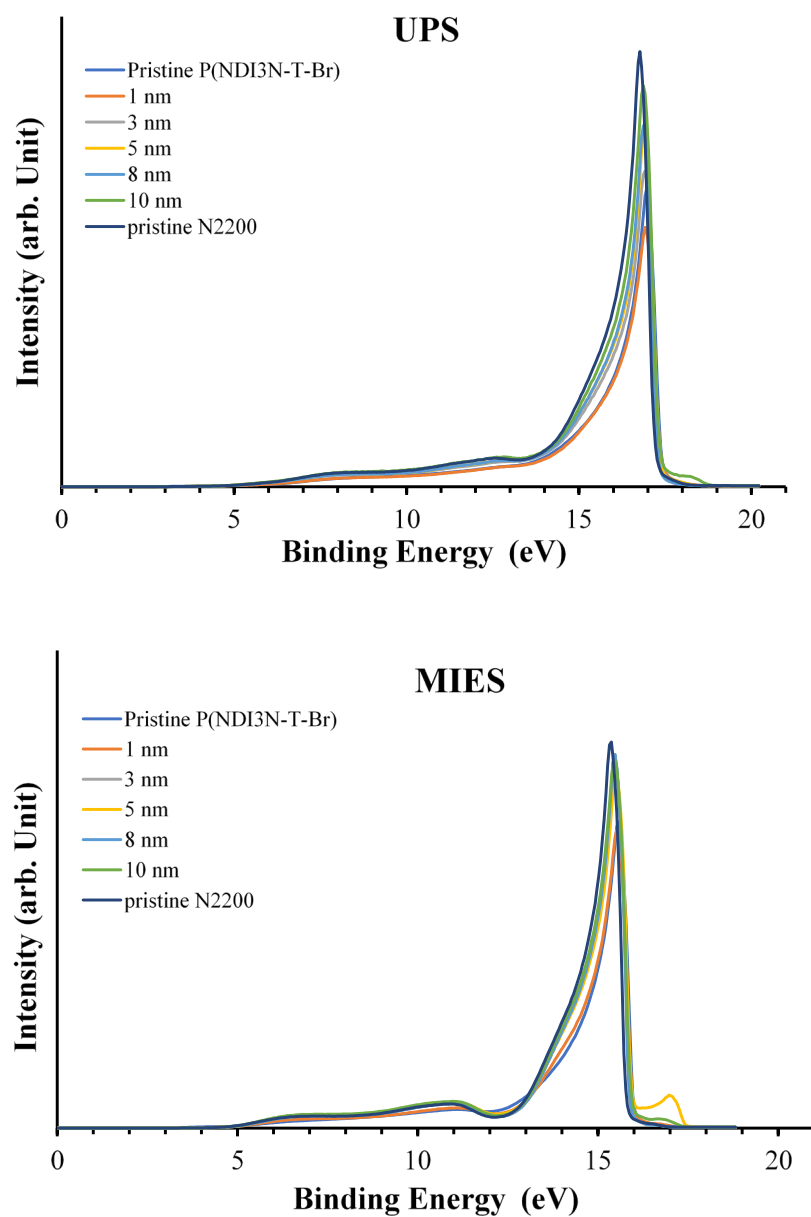 UPS
Pristine P(NDI3N-T-Br)
1 nm
3 nm
5 nm
8 nm
10 nm
pristine N2200
Intensity (arb. Unit)
0 5 10 15 20
Binding Energy (eV)
MIES
Pristine P(NDI3N-T-Br)
1 nm
3 nm
5 nm
8 nm
10 nm
pristine N2200
Intensity (arb. Unit)
0 5 10 15 20
Binding Energy (eV)